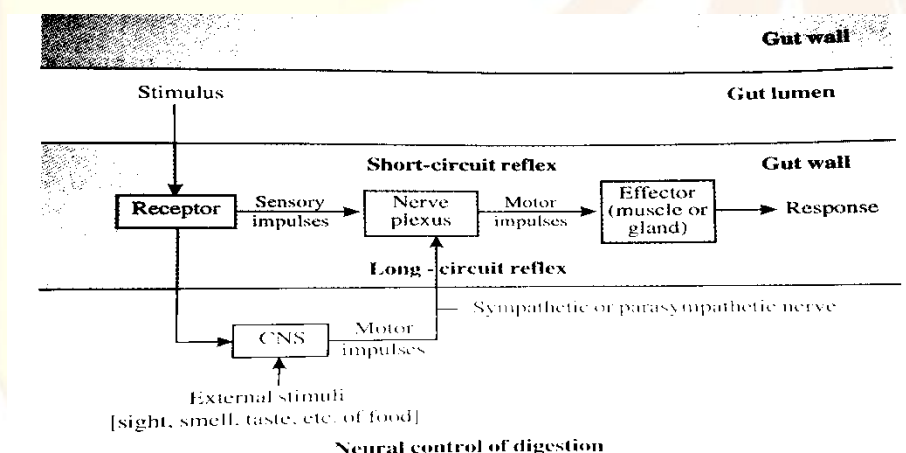 Gut wall
Stimulus
Gut lumen
Short-circuit reflex
Gut wall
Receptor
Sensory
impulses
Nerve
plexus
Motor
impulses
Effector
(muscle or
gland)
Response
Long - circuit reflex
Sympathetic or parasympathetic nerve
CNS
Motor
impulses
External stimuli
[sight, smell, taste, etc. of food]
Neural control of digestion